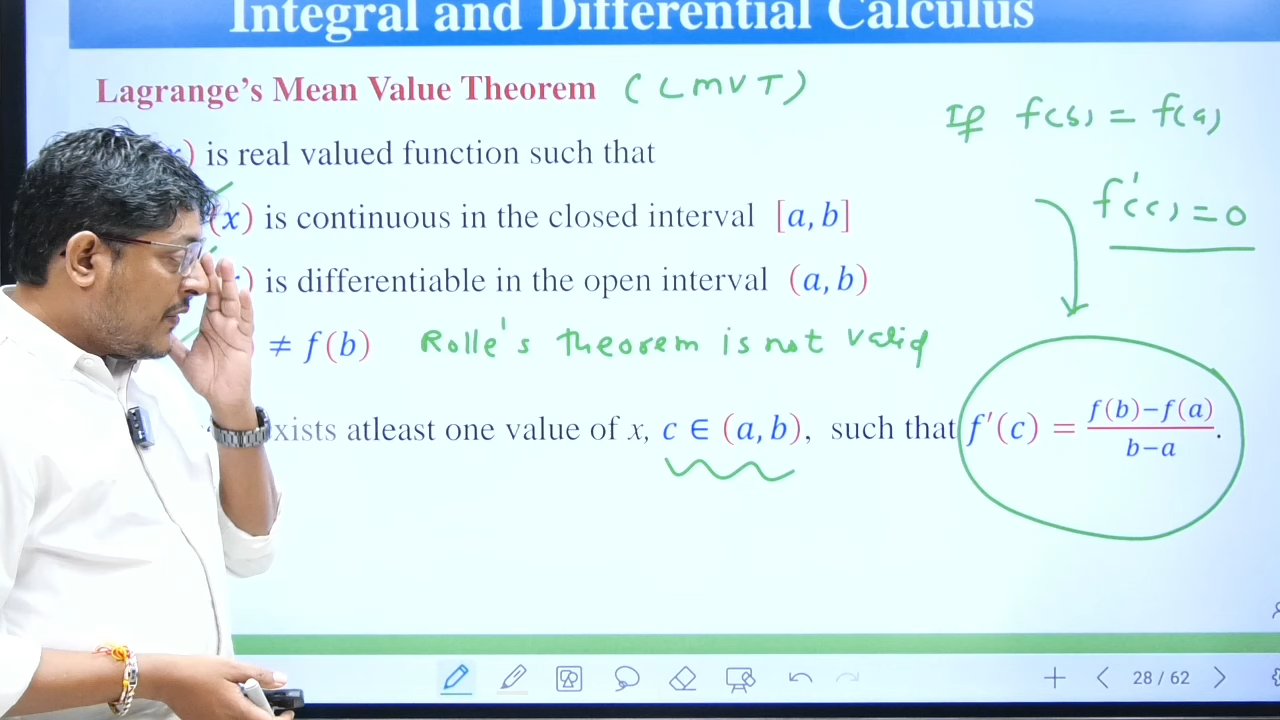 Integral and Differential Calculus
Lagrange's Mean Value Theorem (LMVT)
If f(b) = f(a)
) is real valued function such that
f'(c) = 0
(x) is continuous in the closed interval [a, b]
) is differentiable in the open interval (a, b)
≠ f(b) Rolle's theorem is not valid
xists atleast one value of x, c ∈ (a, b), such that f'(c) = f(b)−f(a) / b−a.
28 / 62